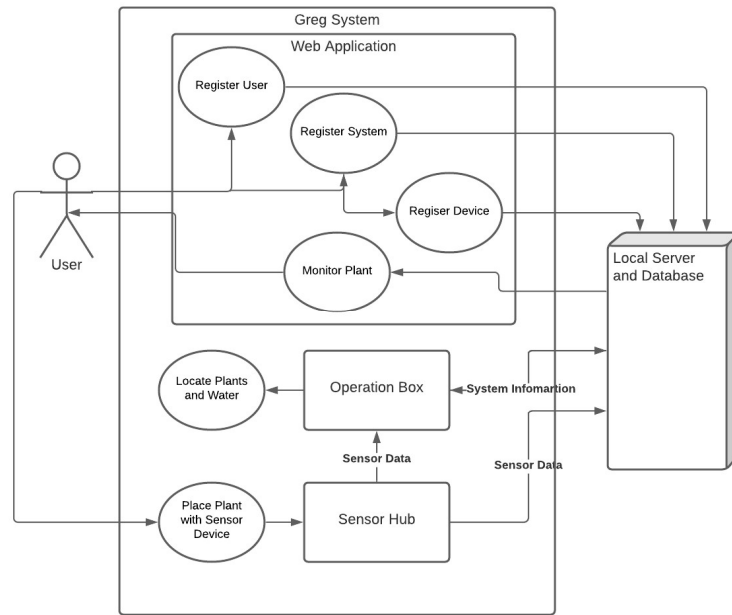 Greg System
Web Application
Register User
Register System
Regiser Device
Monitor Plant
User
Local Server
and Database
Locate Plants
and Water
Operation Box
System Infomartion
Sensor Data
Sensor Data
Place Plant
with Sensor
Device
Sensor Hub